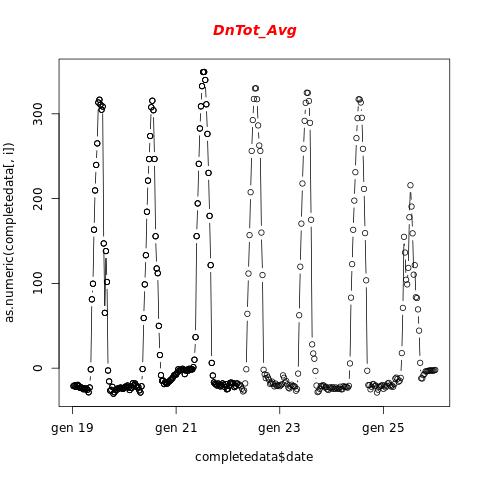 DnTot_Avg
as.numeric(completedata[, i])
300
200
100
0
gen 19
gen 21
gen 23
gen 25
completedata$date